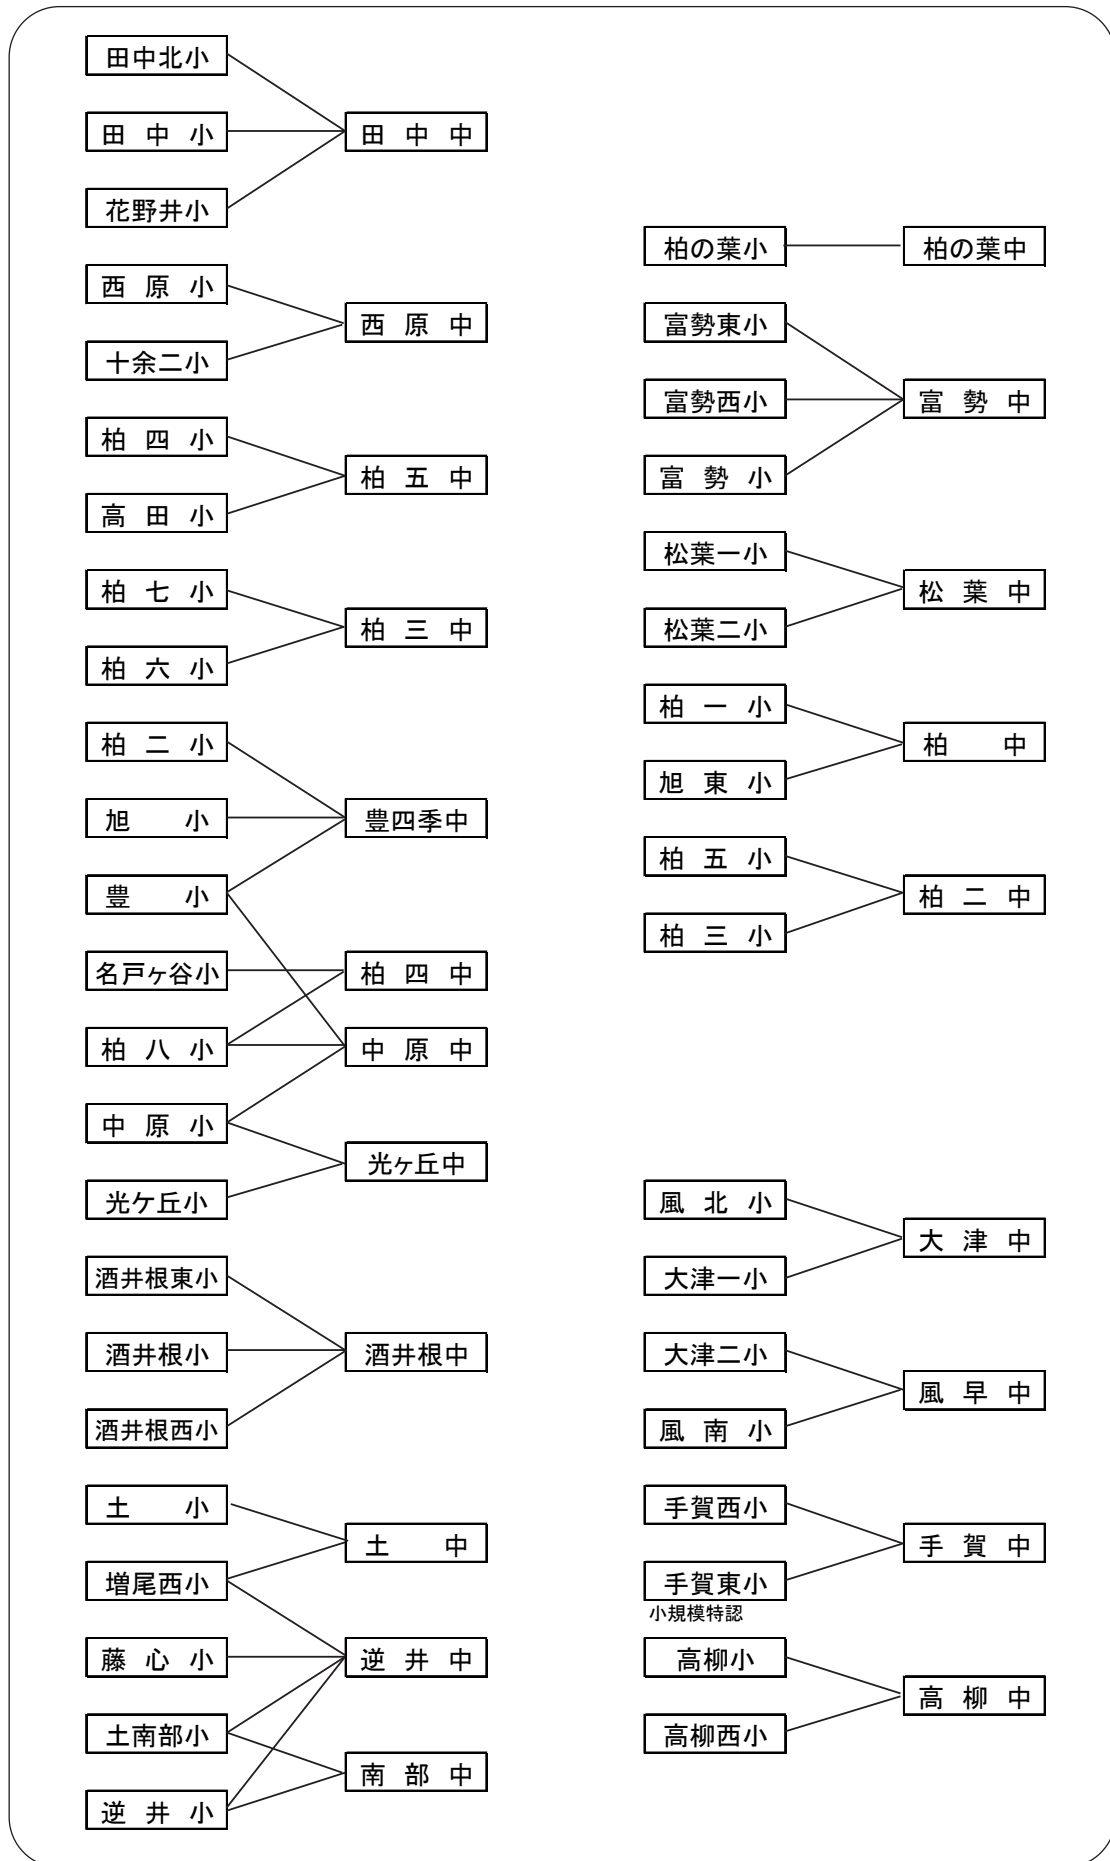 田中北小
田中小
田中中
花野井小
西原小
西原中
十余二小
柏四小
柏五中
高田小
柏七小
柏三中
柏六小
柏二小
旭小
豊四季中
豊小
名戸ヶ谷小
柏四中
柏八小
中原中
中原小
光ヶ丘中
光ケ丘小
酒井根東小
酒井根小
酒井根中
酒井根西小
土小
土中
増尾西小
藤心小
逆井中
土南部小
南部中
逆井小
柏の葉小
柏の葉中
富勢東小
富勢西小
富勢中
富勢小
松葉一小
松葉中
松葉二小
柏一小
柏中
旭東小
柏五小
柏二中
柏三小
風北小
大津中
大津一小
大津二小
風早中
風南小
手賀西小
手賀中
手賀東小
小規模特認
高柳小
高柳中
高柳西小